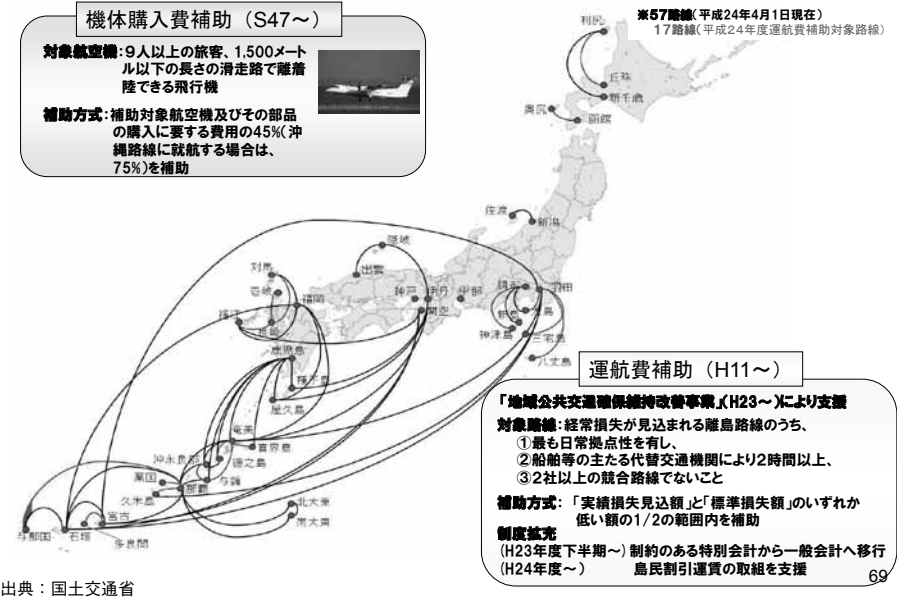 機体購入費補助（S47～）
対象航空機：９人以上の旅客、1,500メート
ル以下の長さの滑走路で離着
陸できる飛行機
補助方式：補助対象航空機及びその部品
の購入に要する費用の45%(沖
縄路線に就航する場合は、
75%)を補助
※57路線(平成24年4月1日現在)
17路線(平成24年度運航費補助対象路線)
利尻
丘珠
新千歳
奥尻
函館
佐渡
新潟
隠岐
出雲
対馬
壱岐
福岡
福江
長崎
神戸
伊丹
中部
関空
調布
羽田
大島
新島
神津島
三宅島
八丈島
鹿児島
種子島
屋久島
奄美
喜界島
沖永良部
徳之島
与論
粟国
那覇
久米島
北大東
南大東
宮古
与那国
石垣
多良間
運航費補助（H11～）
「地域公共交通確保維持改善事業」(H23～)により支援
対象路線：経常損失が見込まれる離島路線のうち、
①最も日常拠点性を有し、
②船舶等の主たる代替交通機関により2時間以上、
③２社以上の競合路線でないこと
補助方式：「実績損失見込額」と「標準損失額」のいずれか
低い額の1/2の範囲内を補助
制度拡充
(H23年度下半期～) 制約のある特別会計から一般会計へ移行
(H24年度～) 島民割引運賃の取組を支援
69
出典：国土交通省